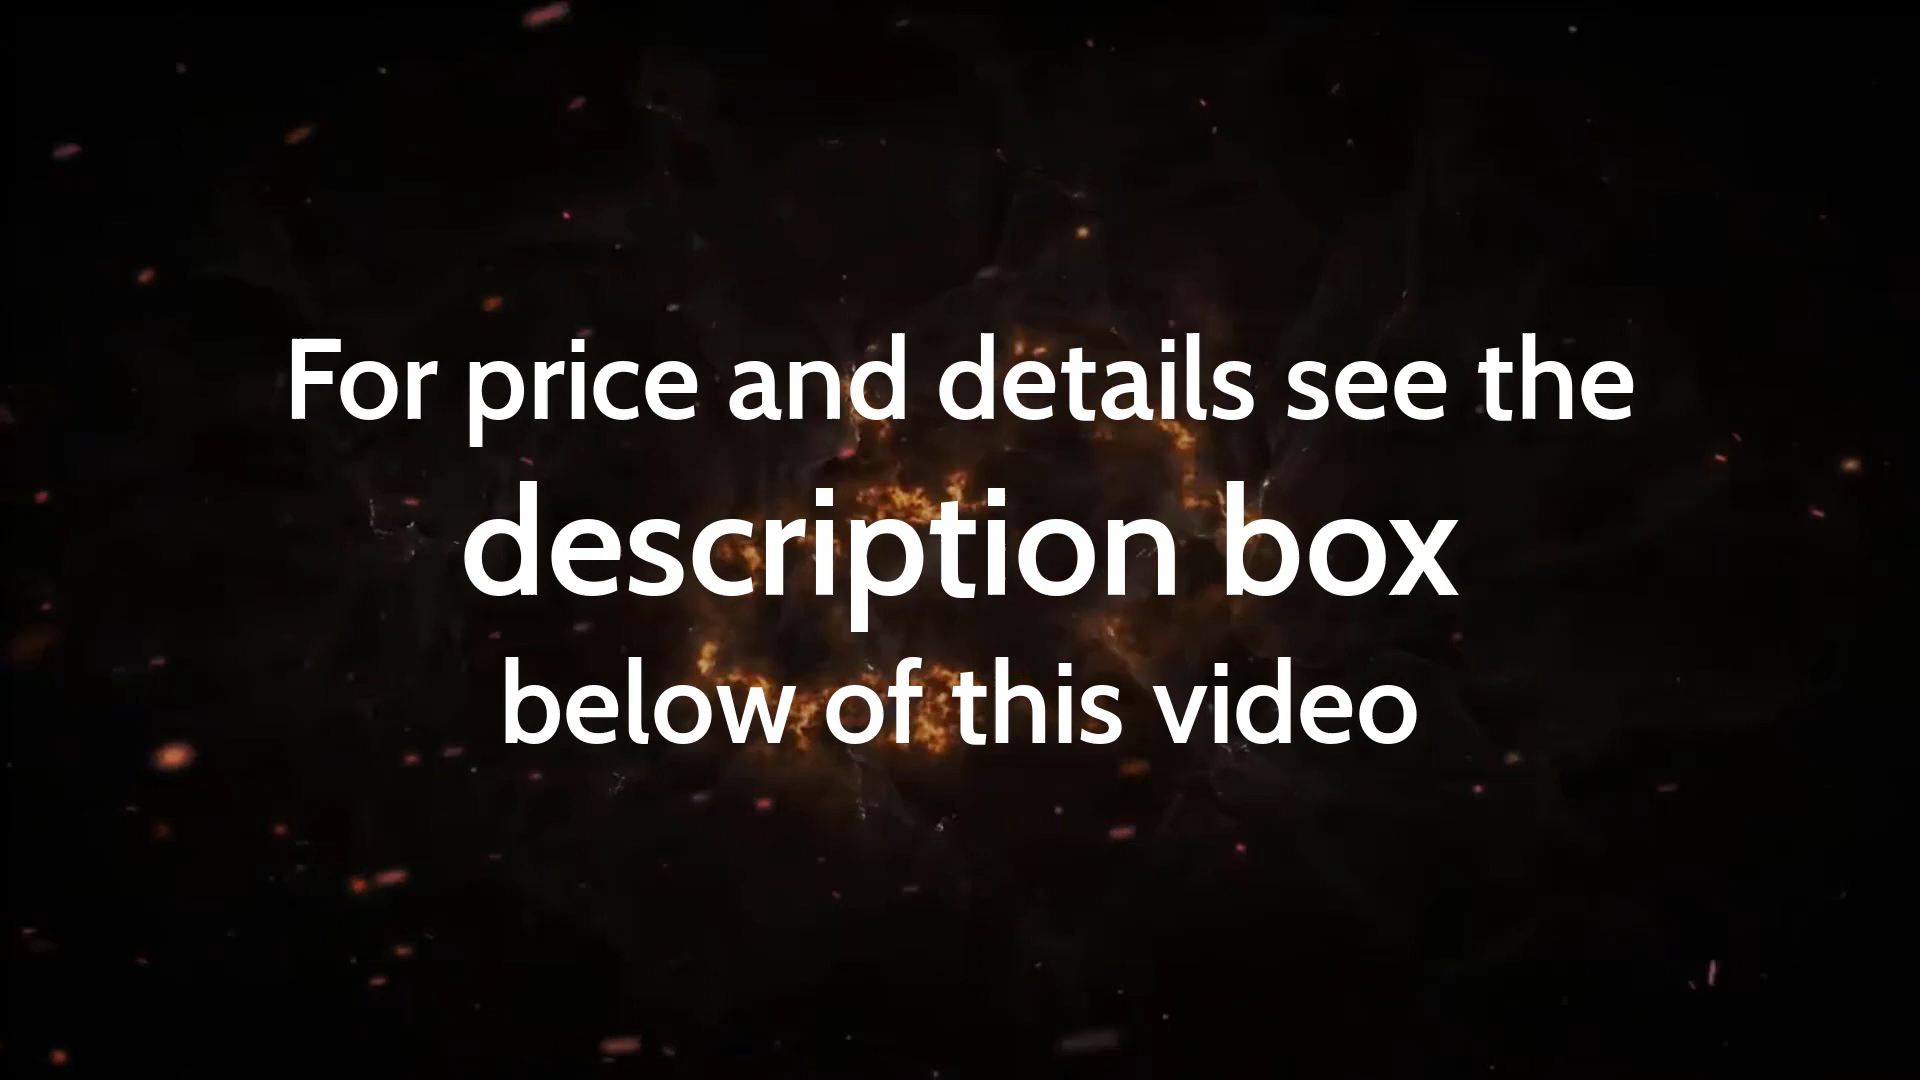 For price and details see the
description box
below of this video